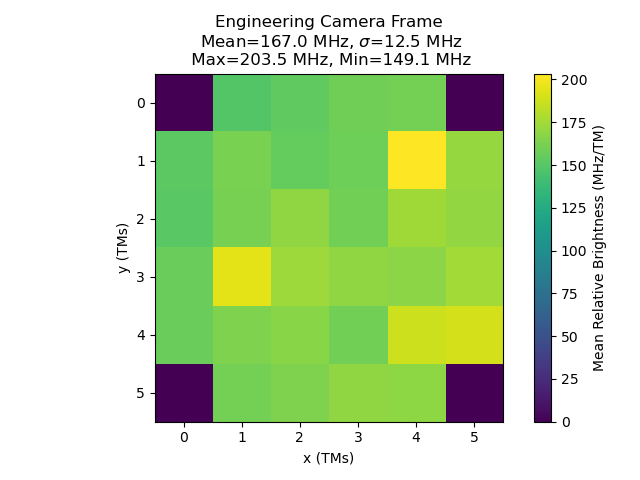 Engineering Camera Frame
Mean=167.0 MHz, σ=12.5 MHz
Max=203.5 MHz, Min=149.1 MHz
0
1
2
3
4
5
y (TMs)
0 1 2 3 4 5
x (TMs)
200
175
150
125
100
75
50
25
0
Mean Relative Brightness (MHz/TM)